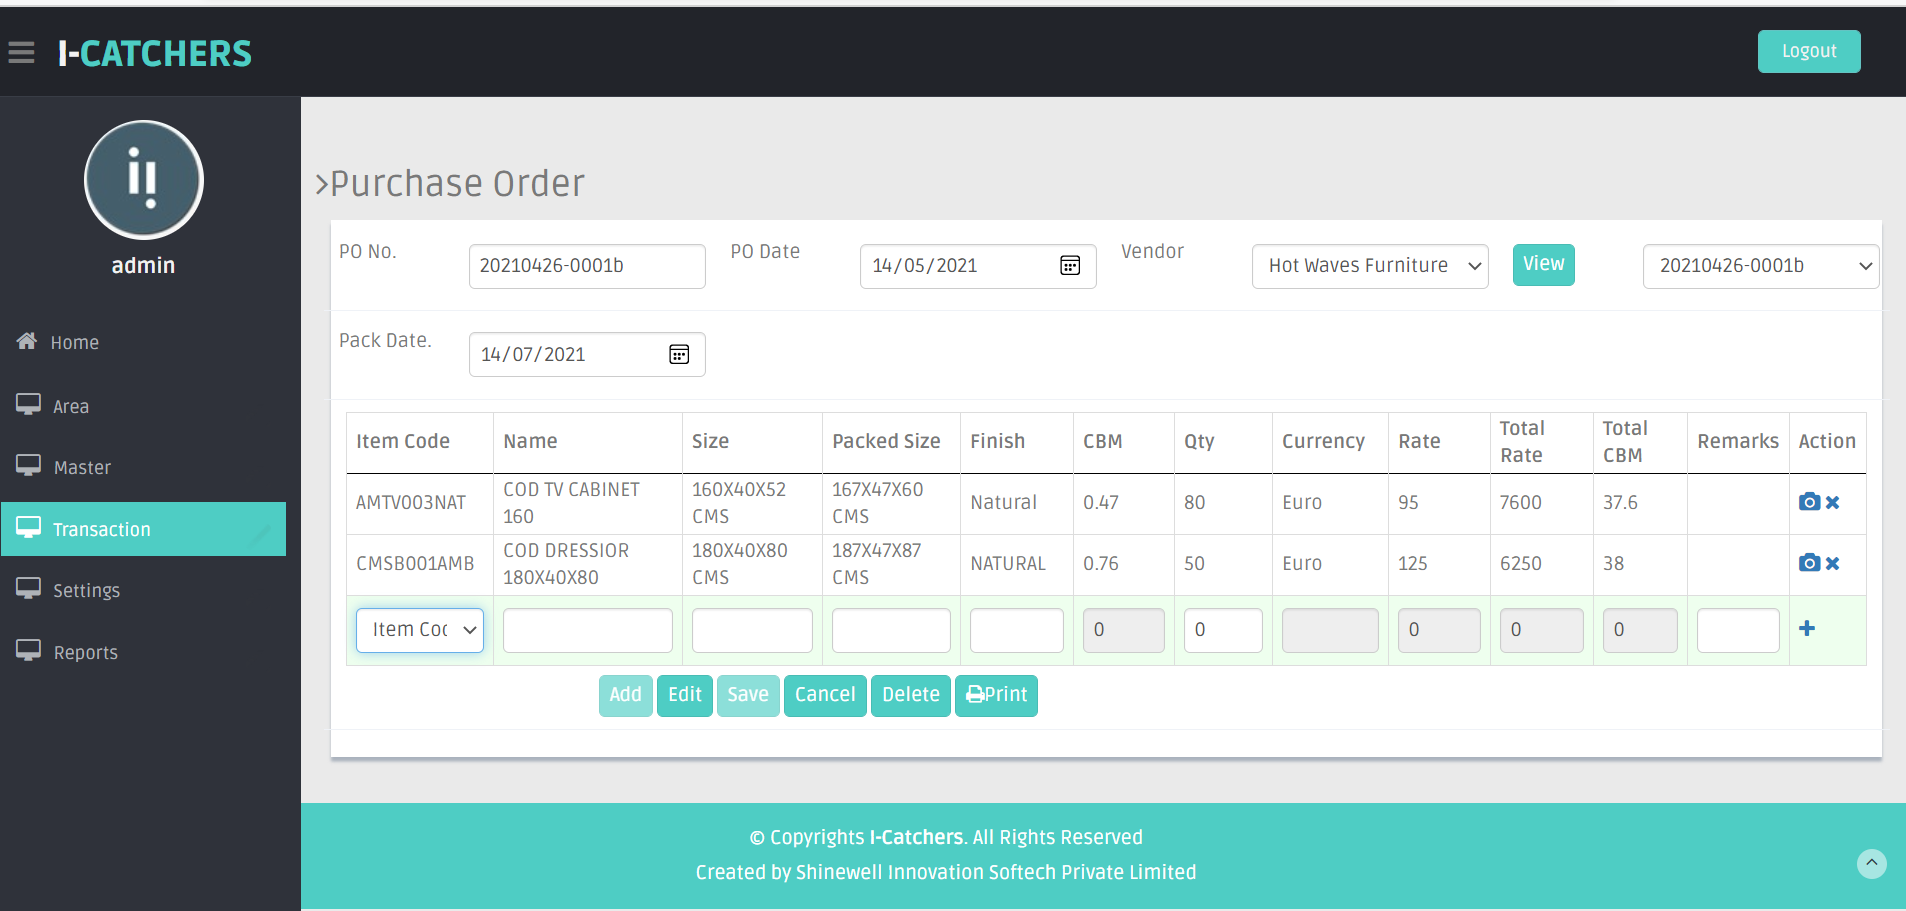 I-CATCHERS
Logout
admin
Home
Area
Master
Transaction
Settings
Reports
Purchase Order
PO No.
20210426-0001b
PO Date
14/05/2021
Vendor
Hot Waves Furniture
View
20210426-0001b
Pack Date.
14/07/2021
Item Code Name Size Packed Size Finish CBM Qty Currency Rate Total Rate Total CBM Remarks Action
AMTV003NAT COD TV CABINET 160 160X40X52 CMS 167X47X60 CMS Natural 0.47 80 Euro 95 7600 37.6
CMSB001AMB COD DRESSIOR 180X40X80 180X40X80 CMS 187X47X87 CMS NATURAL 0.76 50 Euro 125 6250 38
Item Coc 0 0 0 0 0
Add Edit Save Cancel Delete Print
© Copyrights I-Catchers. All Rights Reserved
Created by Shinewell Innovation Softech Private Limited